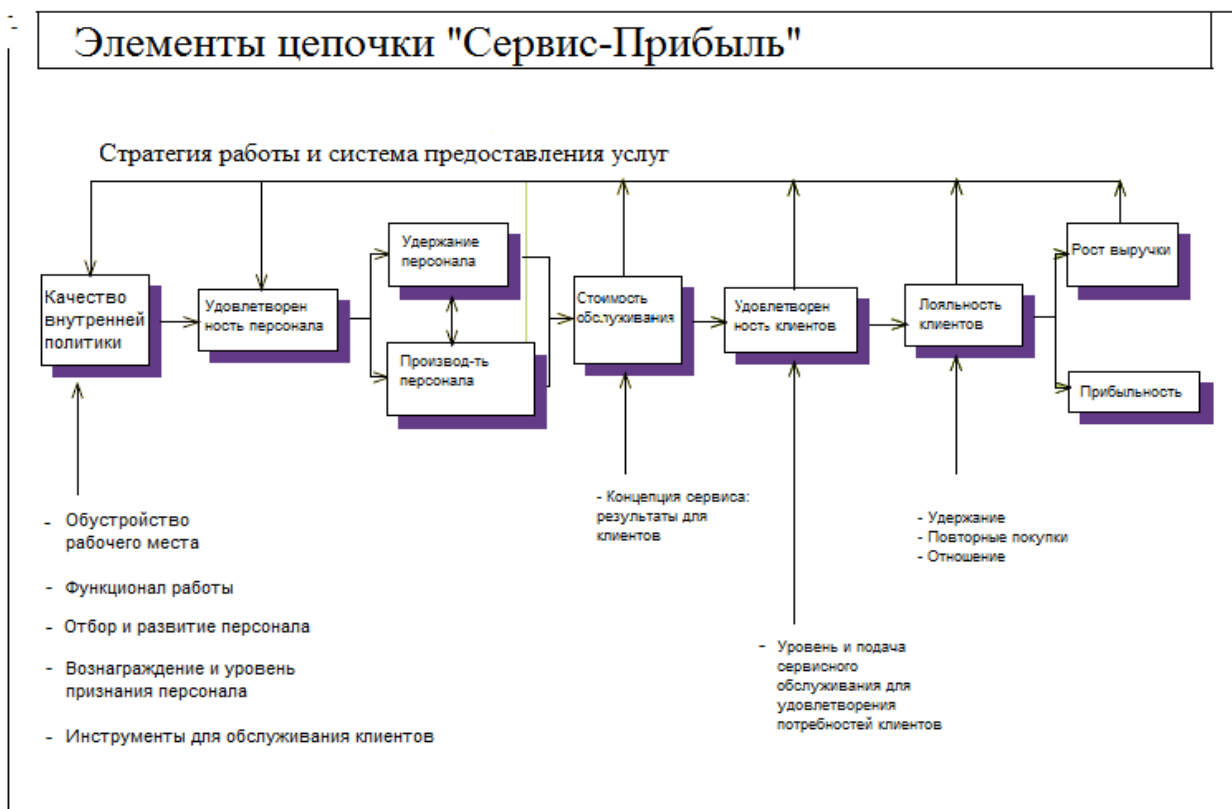 Элементы цепочки "Сервис-Прибыль"
Стратегия работы и система предоставления услуг
Качество
внутренней
политики
Удовлетворен
ность персонала
Удержание
персонала
Производ-ть
персонала
Стоимость
обслуживания
Удовлетворен
ность клиентов
Лояльность
клиентов
Рост выручки
Прибыльность
- Обустройство
рабочего места
- Функционал работы
- Отбор и развитие персонала
- Вознаграждение и уровень
признания персонала
- Инструменты для обслуживания клиентов
- Концепция сервиса:
результаты для
клиентов
- Уровень и подача
сервисного
обслуживания для
удовлетворения
потребностей клиентов
- Удержание
- Повторные покупки
- Отношение